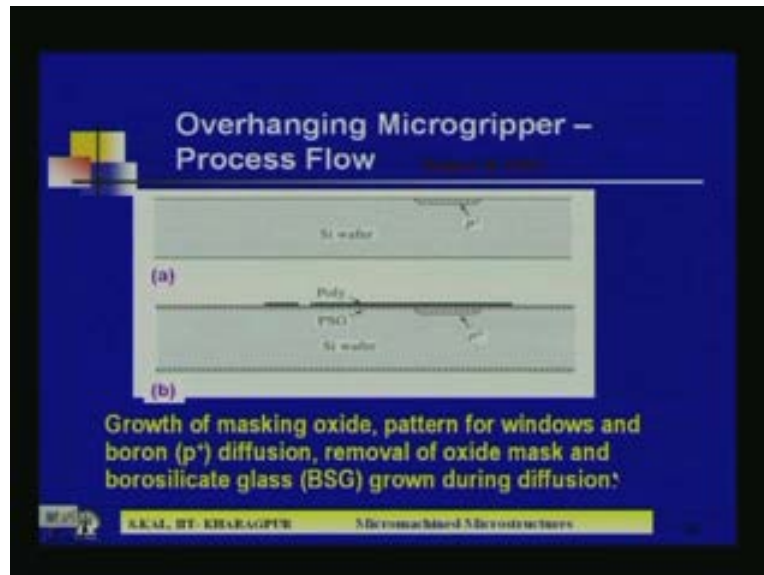 Overhanging Microgripper –
Process Flow
Si wafer
p+
(a)
Poly
PSG
p+
Si wafer
(b)
Growth of masking oxide, pattern for windows and
boron (p+) diffusion, removal of oxide mask and
borosilicate glass (BSG) grown during diffusion.
S.KAL, IIT- KHARAGPUR Micromachined Microstructures